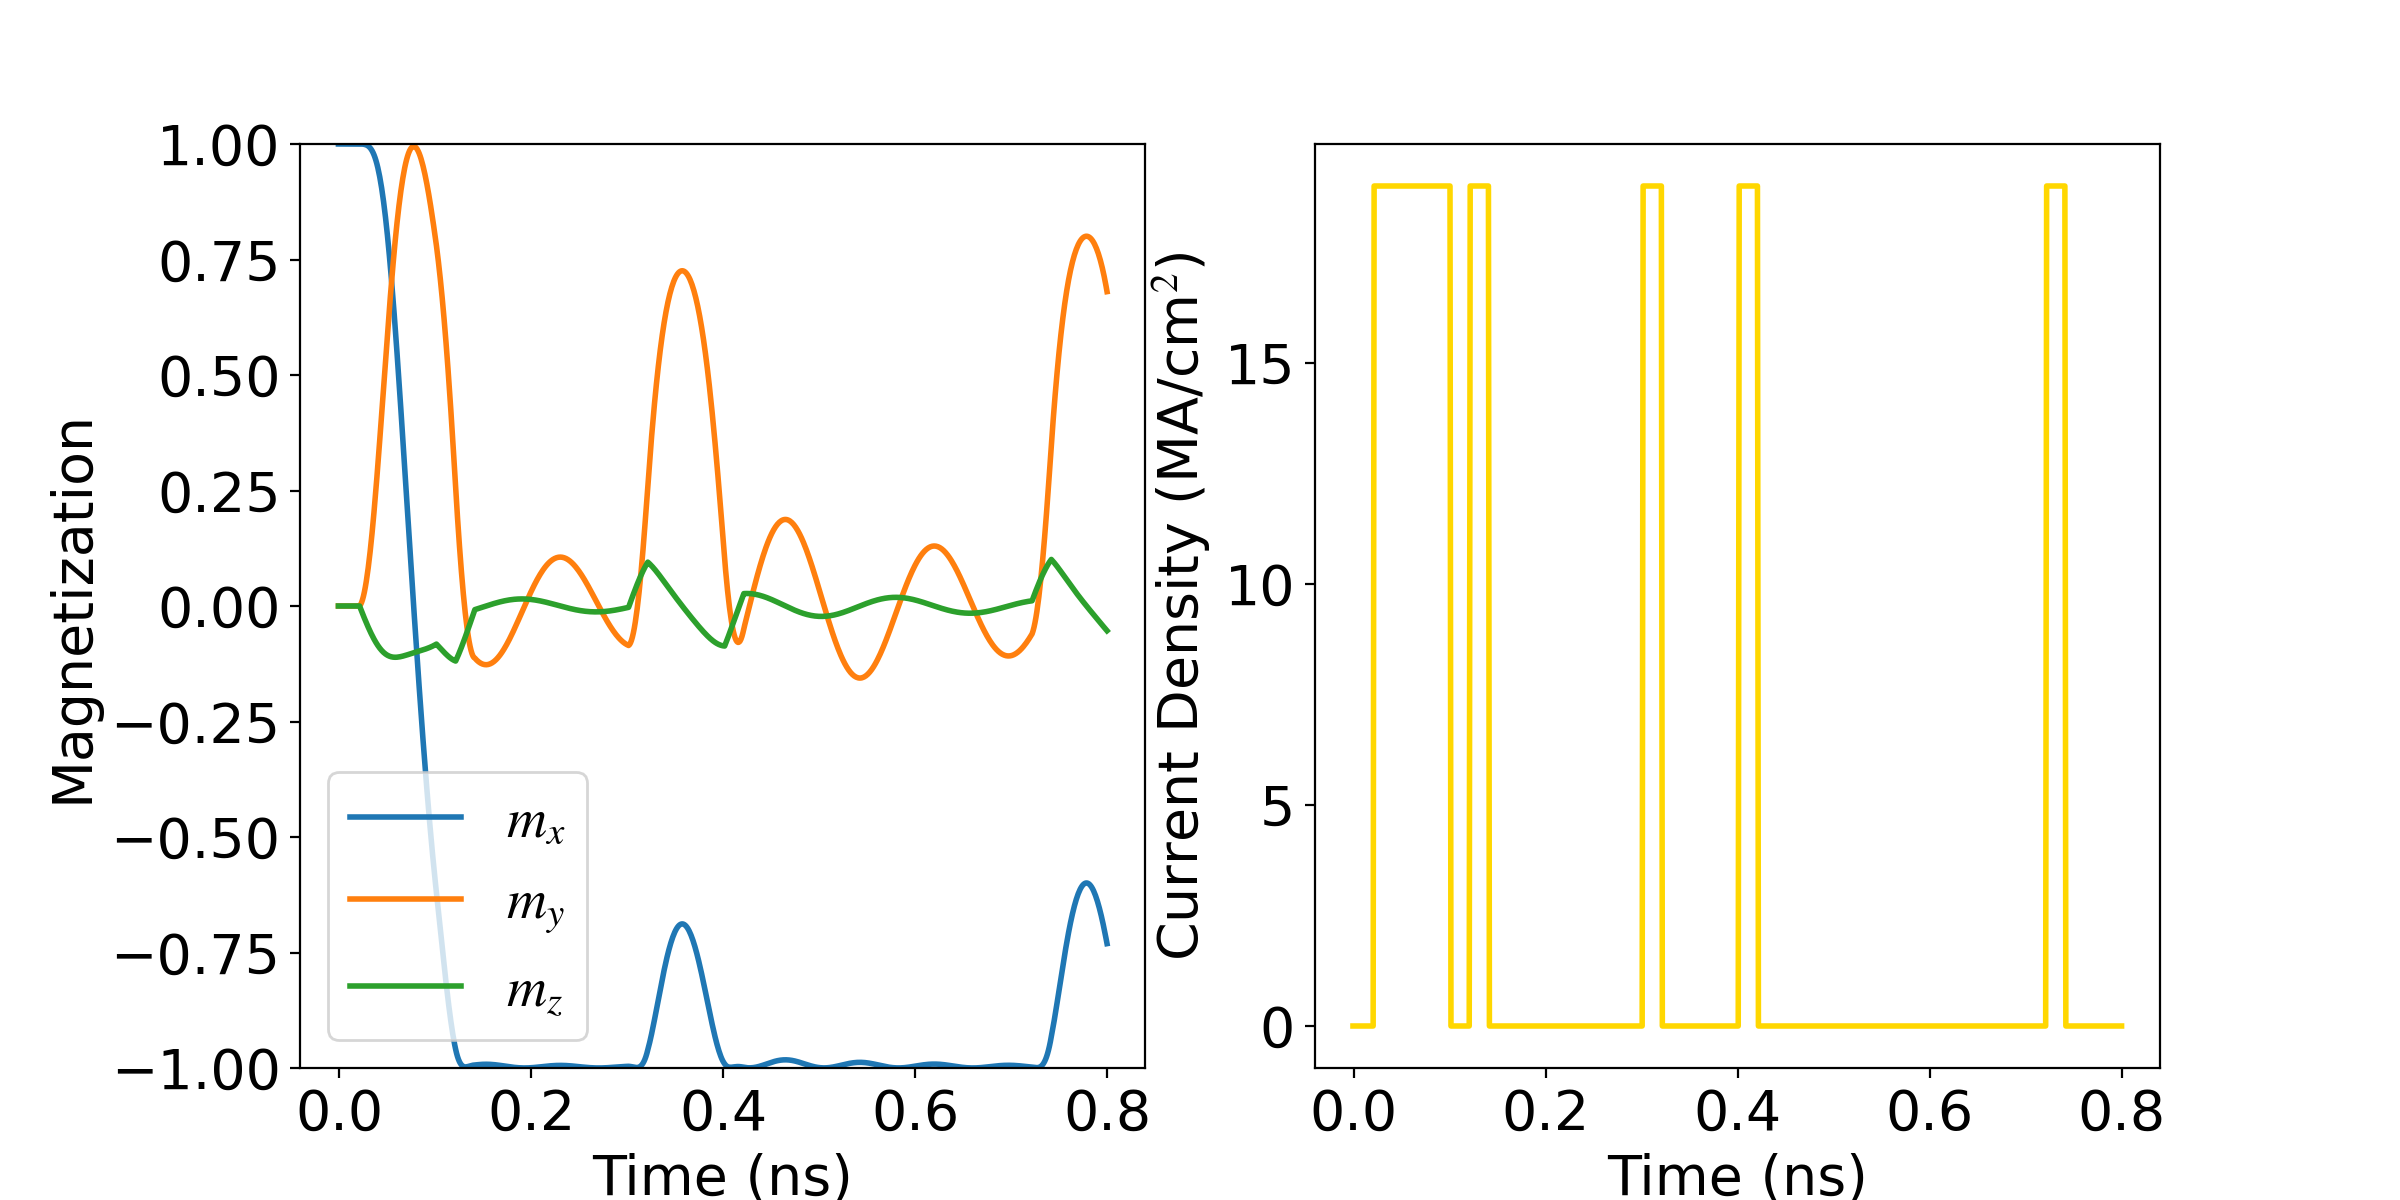 Magnetization
1.00
0.75
0.50
0.25
0.00
−0.25
−0.50
−0.75
−1.00
m_x
m_y
m_z
0.0 0.2 0.4 0.6 0.8
Time (ns)
Current Density (MA/cm²)
15
10
5
0
0.0 0.2 0.4 0.6 0.8
Time (ns)